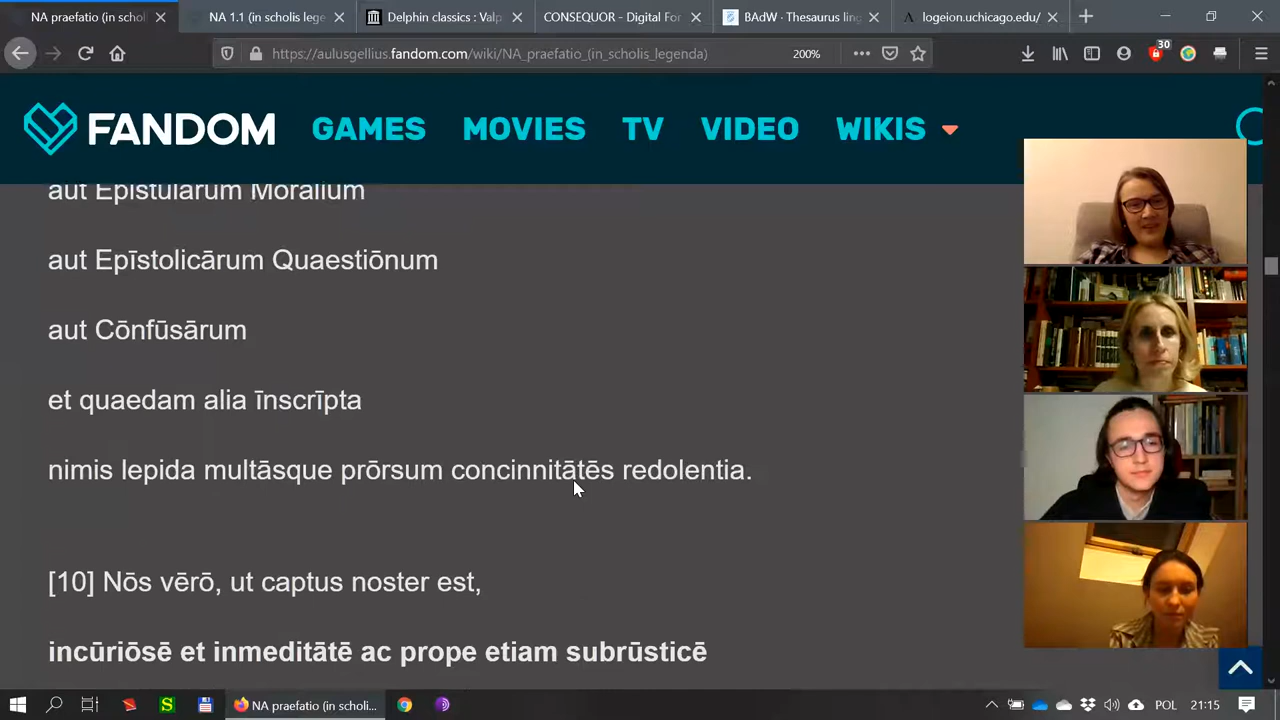 NA praefatio (in schol
NA 1.1 (in scholis lege
Delphin classics : Valp
CONSEQUOR - Digital For
BAdW · Thesaurus ling
logeion.uchicago.edu/
https://aulusgellius.fandom.com/wiki/NA_praefatio_(in_scholis_legenda)
200%
30
FANDOM
GAMES
MOVIES
TV
VIDEO
WIKIS
aut Epistulārum Mōrālium
aut Epīstolicārum Quaestiōnum
aut Cōnfūsārum
et quaedam alia īnscrīpta
nimis lepida multāsque prōrsum concinnitātēs redolentia.
[10] Nōs vērō, ut captus noster est,
incūriōsē et inmeditātē ac prope etiam subrūsticē
NA praefatio (in scholi...
POL
21:15